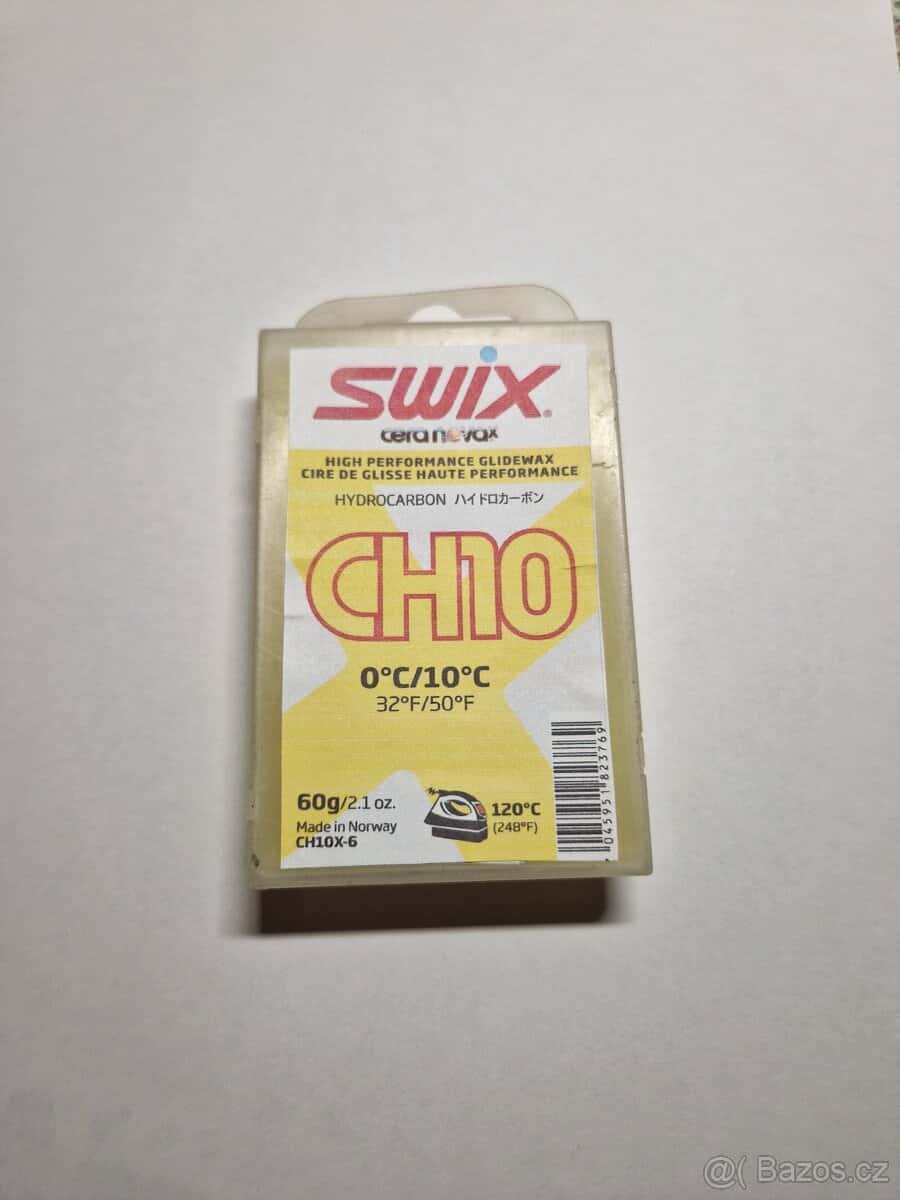 SWIX
cera novax
HIGH PERFORMANCE GLIDEWAX
CIRE DE GLISSE HAUTE PERFORMANCE
HYDROCARBON ハイドロカーボン
CH10
0°C/10°C
32°F/50°F
60g/2.1 oz.
Made in Norway
CH10X-6
120°C
(248°F)
7 045951 823769
@( Bazos.cz